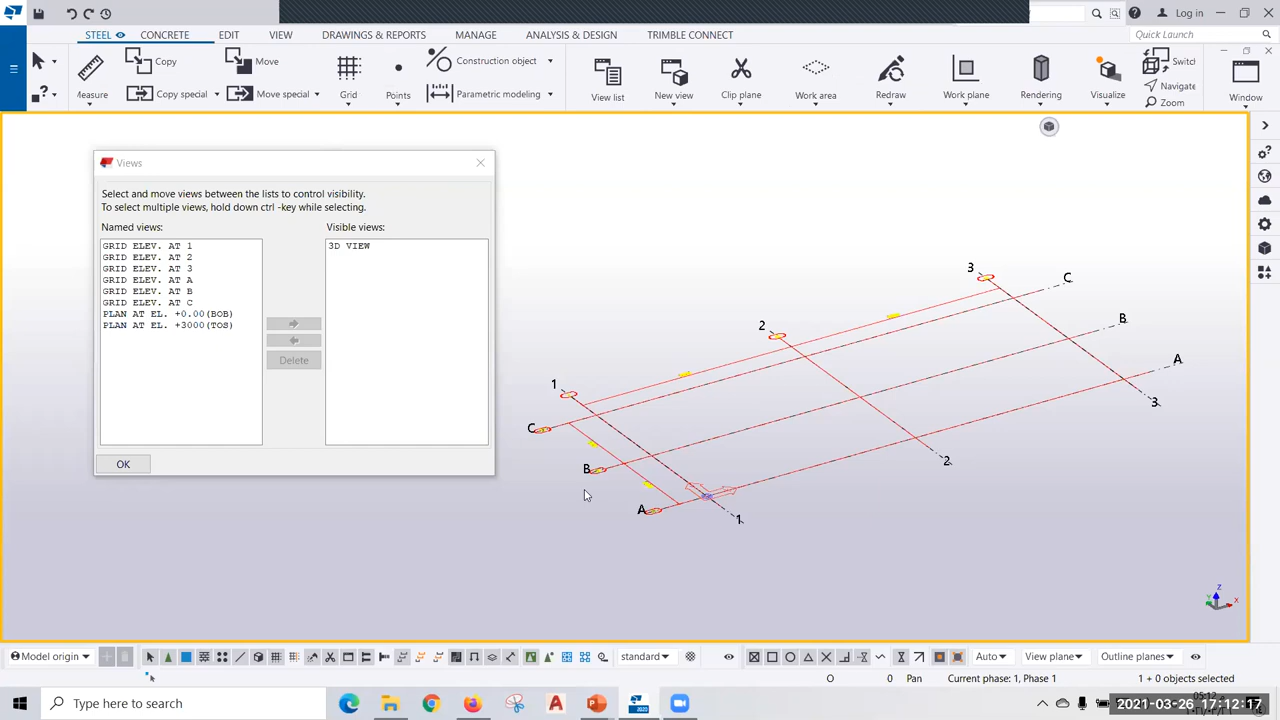 Log in
STEEL CONCRETE EDIT VIEW DRAWINGS & REPORTS MANAGE ANALYSIS & DESIGN TRIMBLE CONNECT
Quick Launch
Measure
Copy
Copy special
Move
Move special
Grid
Points
Construction object
Parametric modeling
View list
New view
Clip plane
Work area
Redraw
Work plane
Rendering
Visualize
Switch
Navigate
Zoom
Window
Views
Select and move views between the lists to control visibility.
To select multiple views, hold down ctrl -key while selecting.
Named views:
Visible views:
GRID ELEV. AT 1
GRID ELEV. AT 2
GRID ELEV. AT 3
GRID ELEV. AT A
GRID ELEV. AT B
GRID ELEV. AT C
PLAN AT EL. +0.00(BOB)
PLAN AT EL. +3000(TOS)
3D VIEW
Delete
OK
3
C
2
B
A
1
3
C
B
2
A
1
Z
Y
X
Model origin
standard
Auto
View plane
Outline planes
O
0
Pan
Current phase: 1, Phase 1
1 + 0 objects selected
Type here to search
2021-03-26 17:12:17